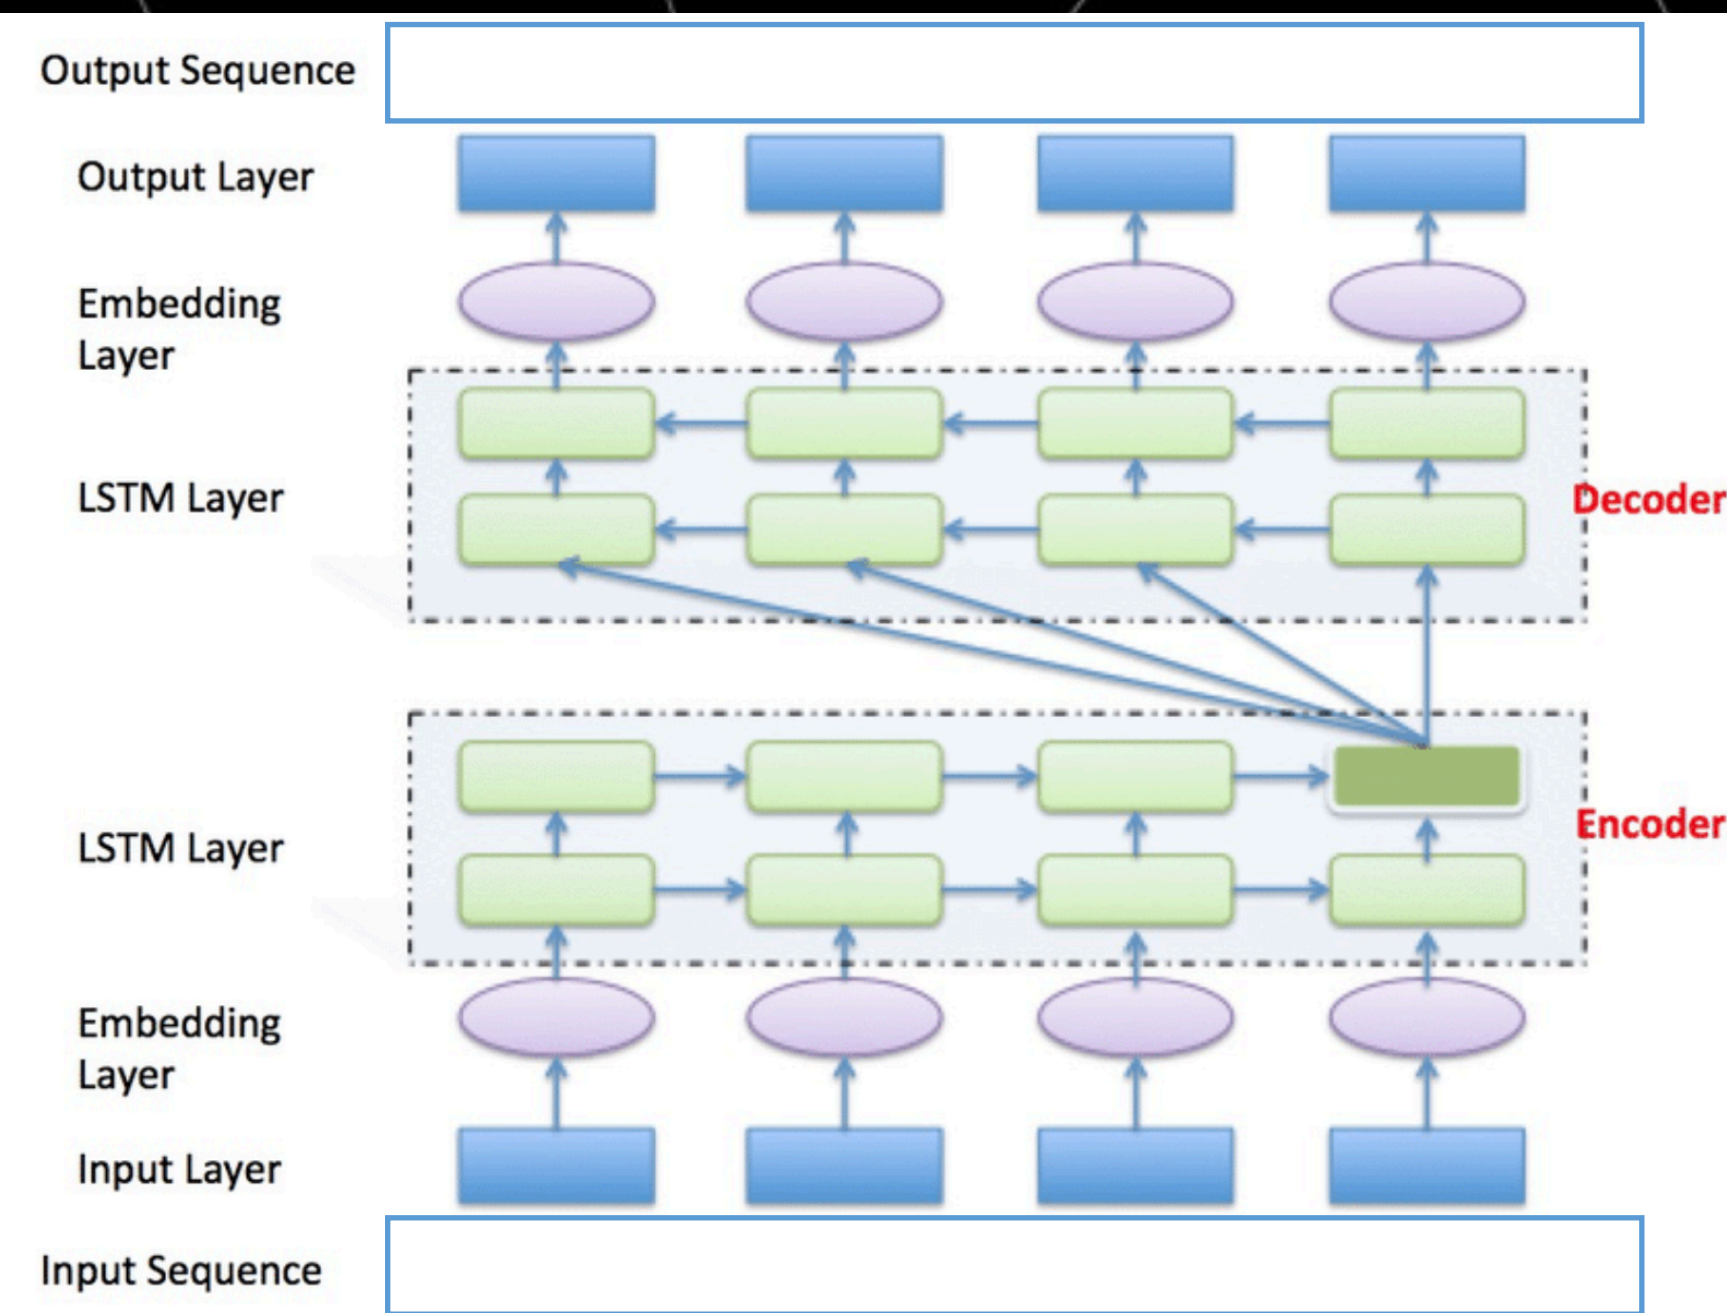 Output Sequence
Output Layer
Embedding
Layer
LSTM Layer
Decoder
LSTM Layer
Encoder
Embedding
Layer
Input Layer
Input Sequence